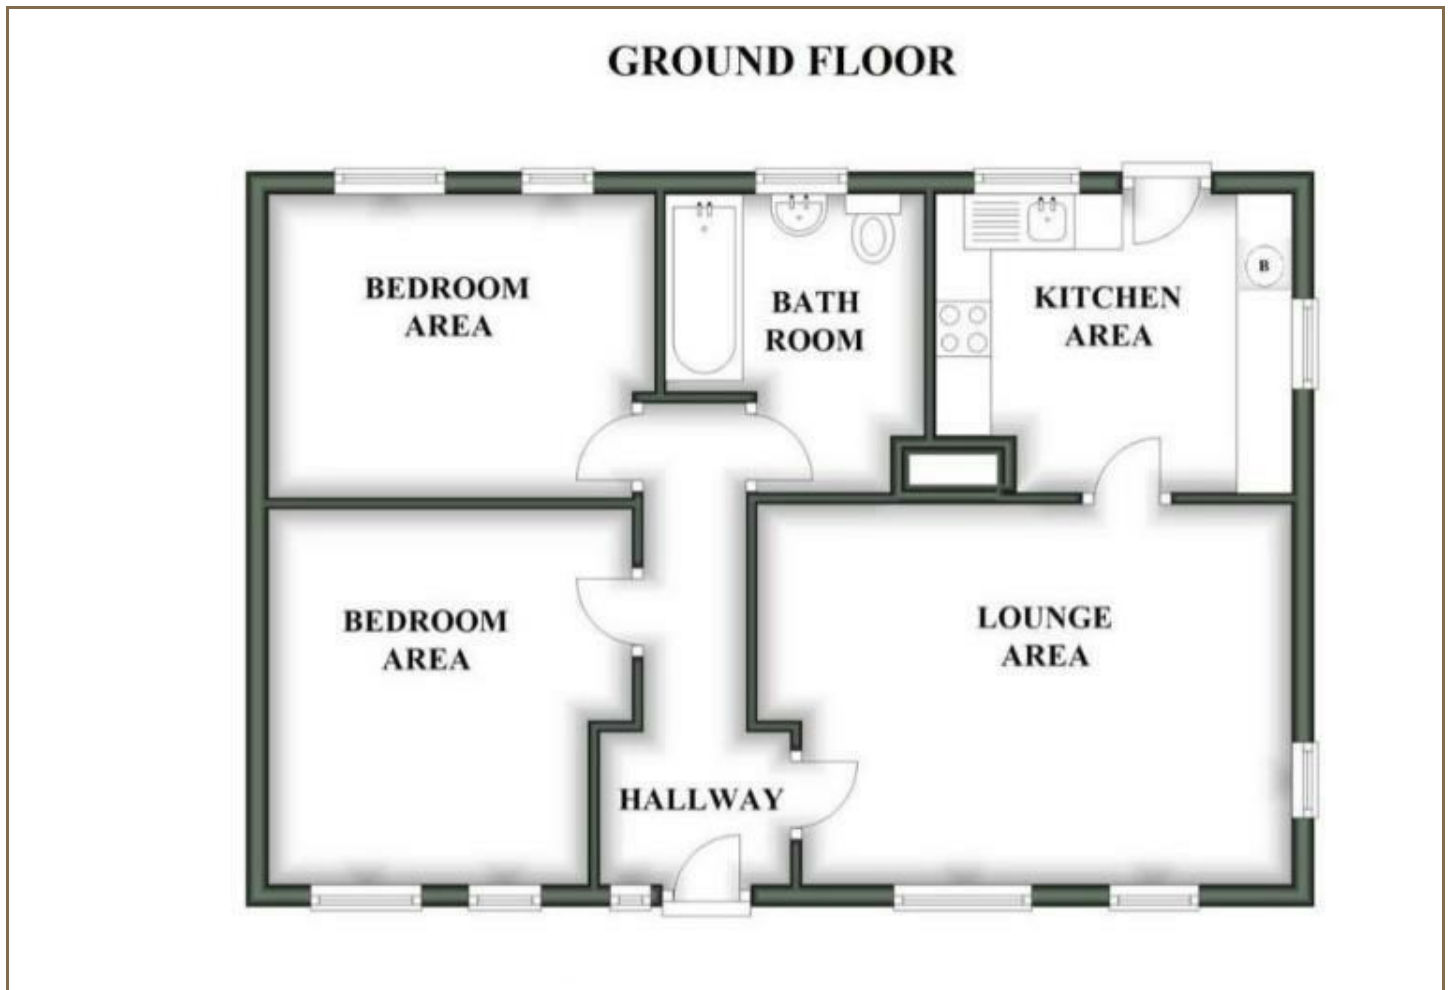 GROUND FLOOR
BEDROOM
AREA
BATH
ROOM
KITCHEN
AREA
B
BEDROOM
AREA
LOUNGE
AREA
HALLWAY